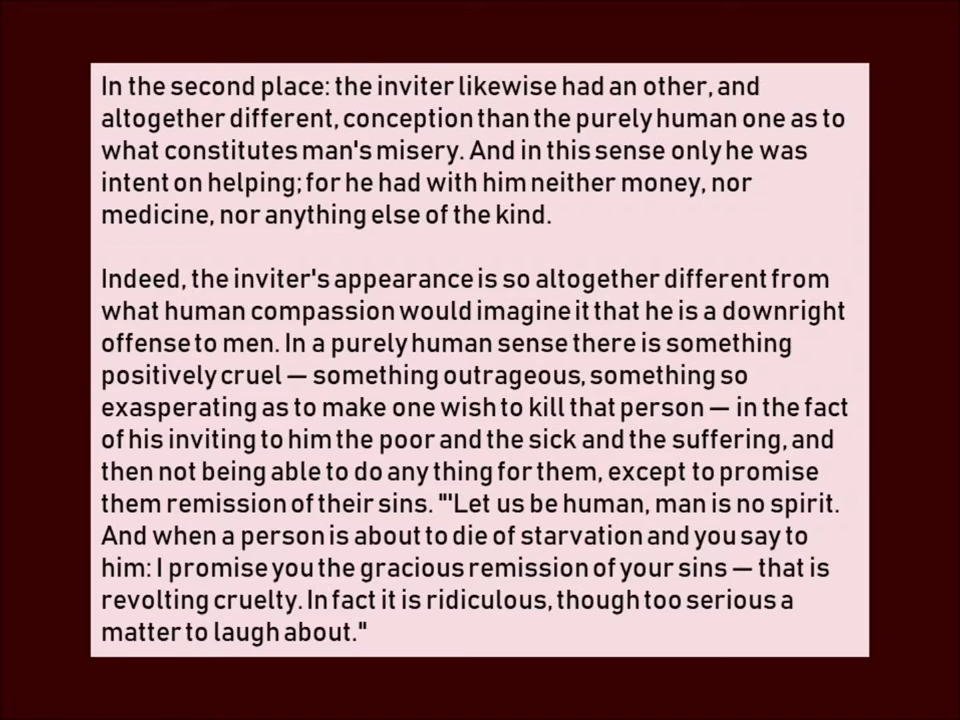 In the second place: the inviter likewise had an other, and
altogether different, conception than the purely human one as to
what constitutes man's misery. And in this sense only he was
intent on helping; for he had with him neither money, nor
medicine, nor anything else of the kind.
Indeed, the inviter's appearance is so altogether different from
what human compassion would imagine it that he is a downright
offense to men. In a purely human sense there is something
positively cruel — something outrageous, something so
exasperating as to make one wish to kill that person — in the fact
of his inviting to him the poor and the sick and the suffering, and
then not being able to do any thing for them, except to promise
them remission of their sins. "'Let us be human, man is no spirit.
And when a person is about to die of starvation and you say to
him: I promise you the gracious remission of your sins — that is
revolting cruelty. In fact it is ridiculous, though too serious a
matter to laugh about."